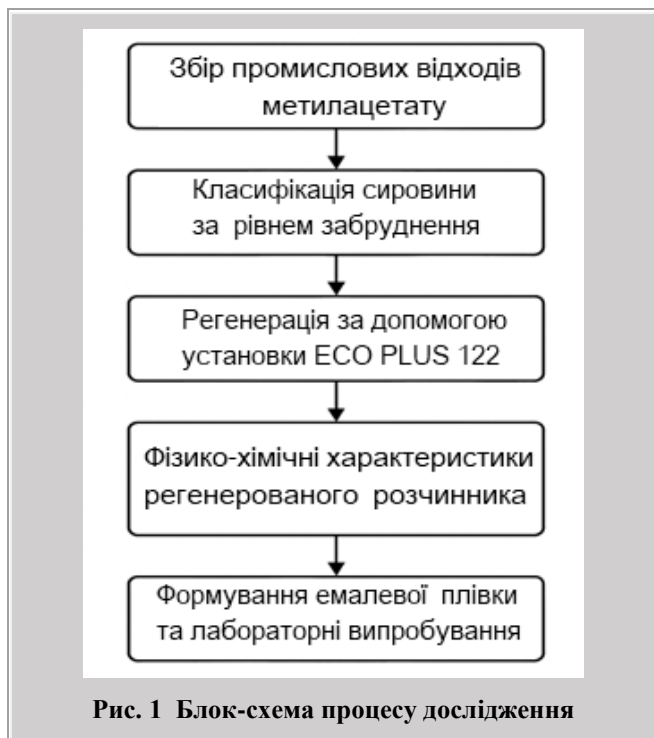 Збір промислових відходів
метилацетату
Класифікація сировини
за рівнем забруднення
Регенерація за допомогою
установки ECO PLUS 122
Фізико-хімічні характеристики
регенерованого розчинника
Формування емалевої плівки
та лабораторні випробування
Рис. 1 Блок-схема процесу дослідження